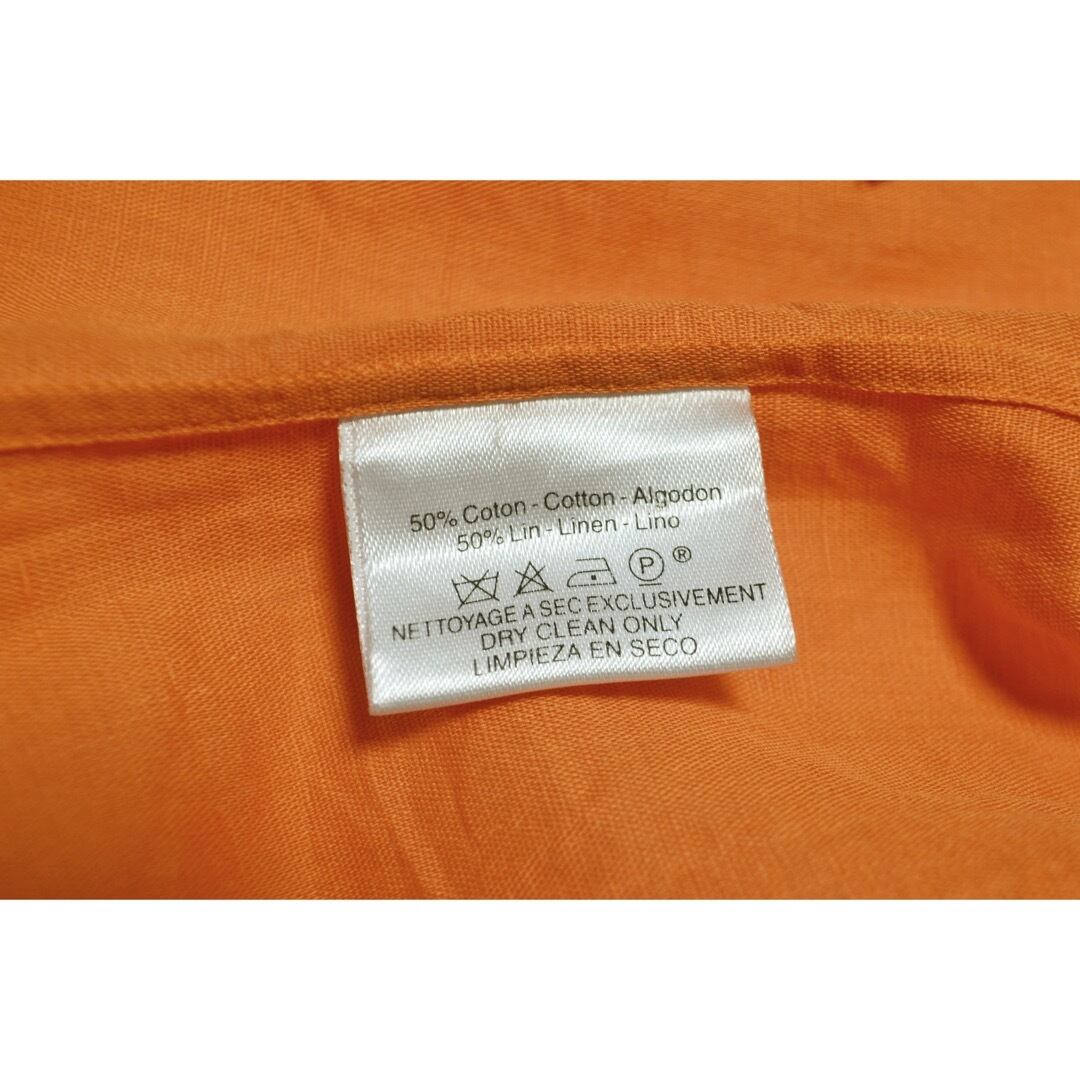 50% Coton - Cotton - Algodon
50% Lin - Linen - Lino
P ®
NETTOYAGE A SEC EXCLUSIVEMENT
DRY CLEAN ONLY
LIMPIEZA EN SECO